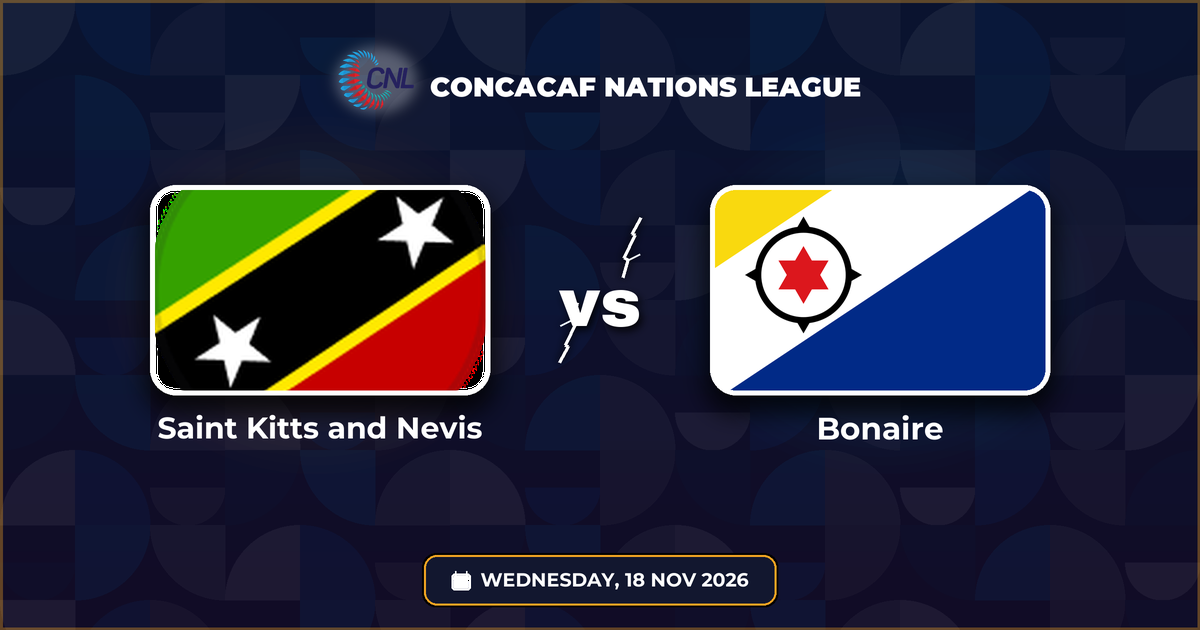 CNL
CONCACAF NATIONS LEAGUE
vs
Saint Kitts and Nevis
Bonaire
WEDNESDAY, 18 NOV 2026